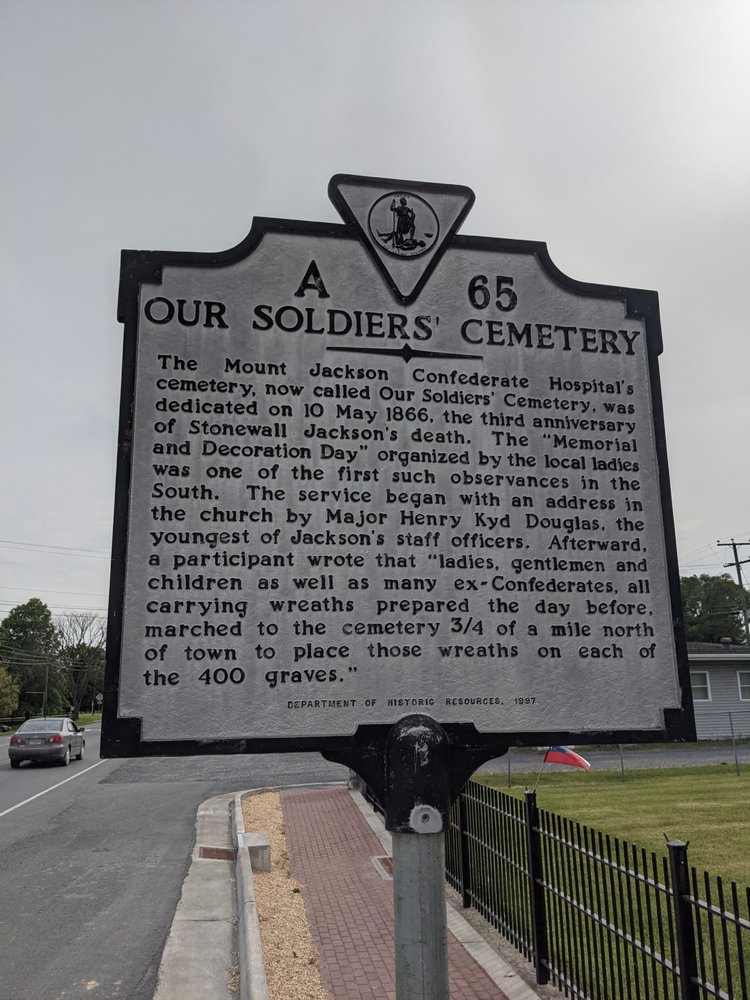 A 65
OUR SOLDIERS' CEMETERY
The Mount Jackson Confederate Hospital's
cemetery, now called Our Soldiers' Cemetery, was
dedicated on 10 May 1866, the third anniversary
of Stonewall Jackson's death. The "Memorial
and Decoration Day" organized by the local ladies
was one of the first such observances in the
South. The service began with an address in
the church by Major Henry Kyd Douglas, the
youngest of Jackson's staff officers. Afterward,
a participant wrote that "ladies, gentlemen and
children as well as many ex-Confederates, all
carrying wreaths prepared the day before,
marched to the cemetery 3/4 of a mile north
of town to place those wreaths on each of
the 400 graves."
DEPARTMENT OF HISTORIC RESOURCES, 1997